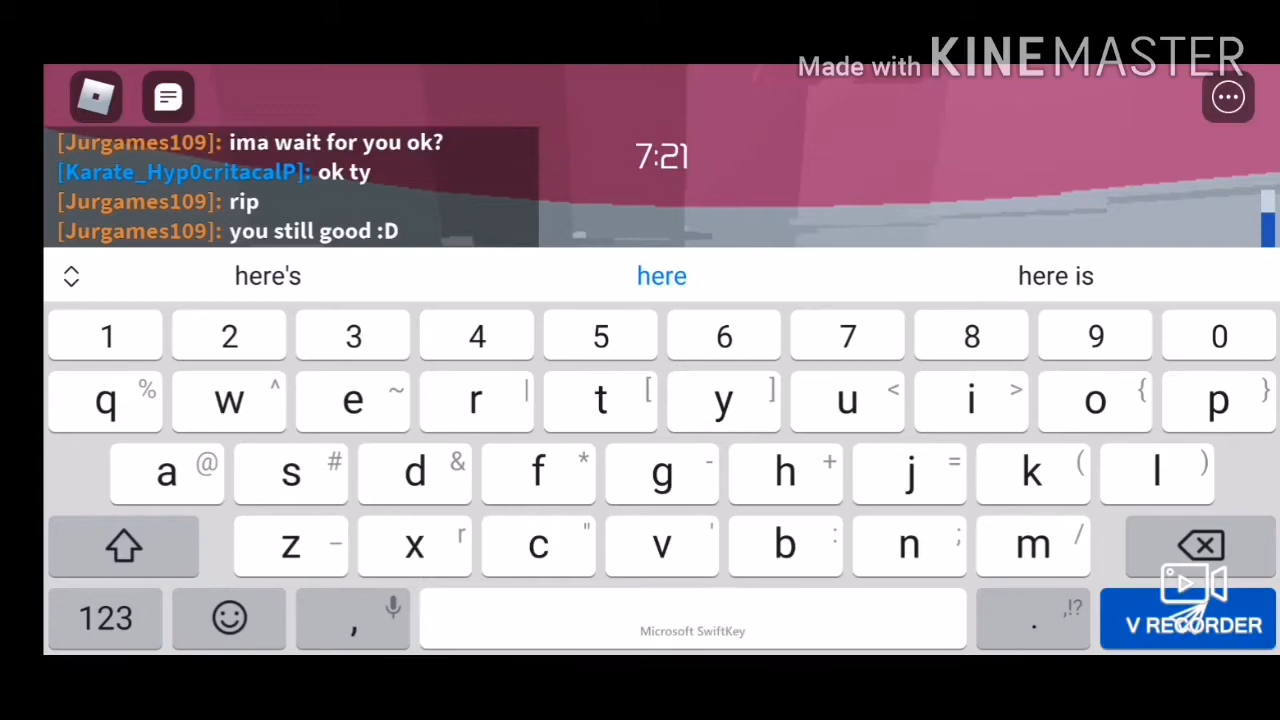 Made with KINEMASTER
[Jurgames109]: ima wait for you ok?
7:21
[Karate_Hyp0critacalP]: ok ty
[Jurgames109]: rip
[Jurgames109]: you still good :D
here's here here is
1 2 3 4 5 6 7 8 9 0
q % w ^ e ~ r | t [ y ] u < i > o { p }
a @ s # d & f * g - h + j = k ( l )
z _ x r c " v ' b : n ; m /
123 , Microsoft SwiftKey . ,!? V RECORDER